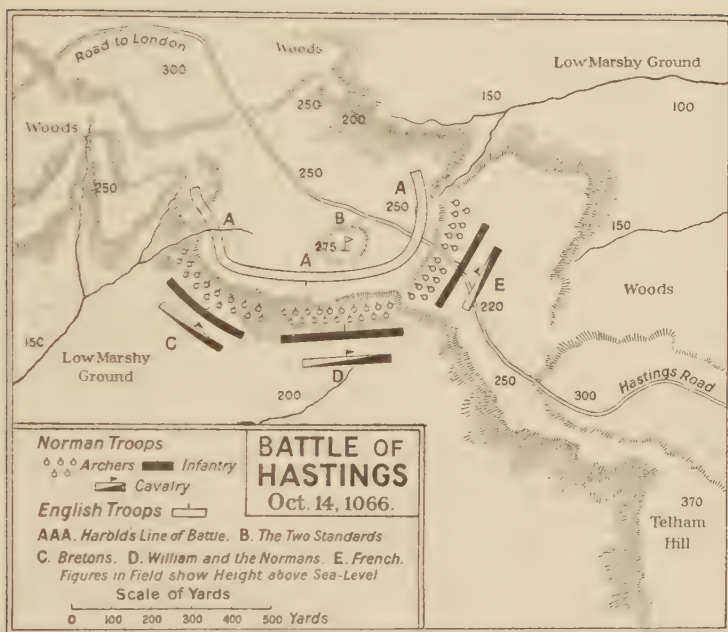 Road to London
Woods
300
Low Marshy Ground
150
250
200
100
Woods
250
250
A
B
250
A
275
A
150
E
Woods
220
150
C
Low Marshy
Ground
D
200
250
300
Hastings Road
370
Telham
Hill
BATTLE OF
HASTINGS
Oct. 14, 1066.
Norman Troops
Archers Infantry
Cavalry
English Troops
AAA. Harold's Line of Battle. B. The Two Standards
C. Bretons. D. William and the Normans. E. French.
Figures in Field show Height above Sea-Level
Scale of Yards
0 100 200 300 400 500 Yards